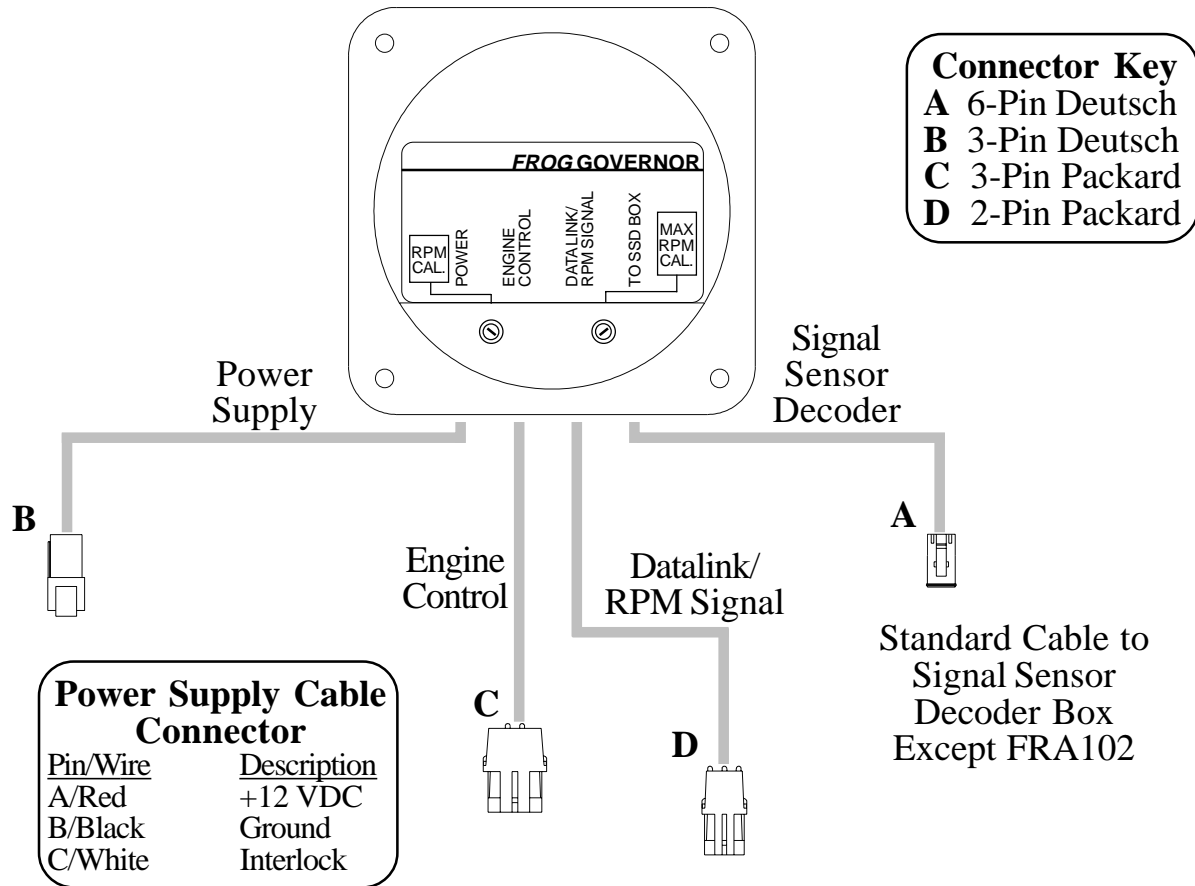 FROG GOVERNOR
RPM
CAL.
POWER
ENGINE
CONTROL
DATALINK/
RPM SIGNAL
TO SSD BOX
MAX
RPM
CAL.
Connector Key
A 6-Pin Deutsch
B 3-Pin Deutsch
C 3-Pin Packard
D 2-Pin Packard
Power
Supply
Signal
Sensor
Decoder
B
Engine
Control
Datalink/
RPM Signal
A
Standard Cable to
Signal Sensor
Decoder Box
Except FRA102
C
D
Power Supply Cable
Connector
Pin/Wire Description
A/Red +12 VDC
B/Black Ground
C/White Interlock